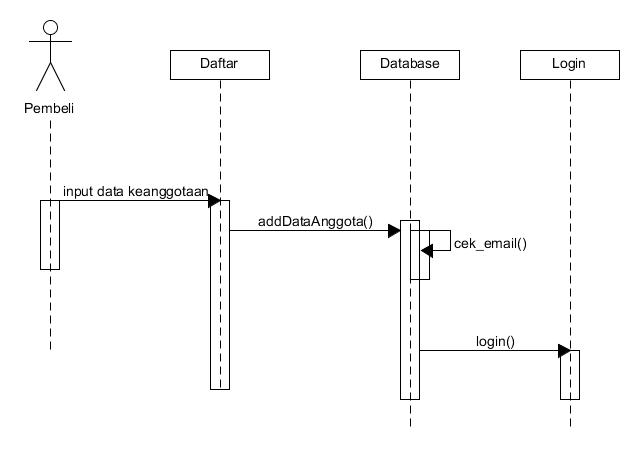 Daftar
Database
Login
Pembeli
input data keanggotaan
addDataAnggota()
cek_email()
login()